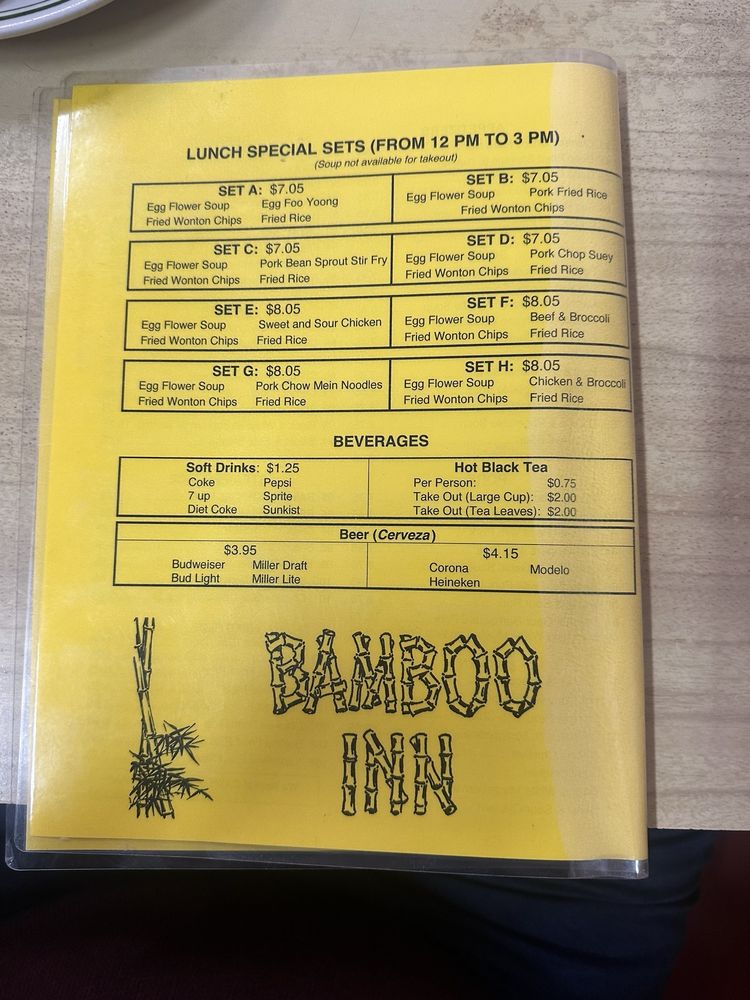 LUNCH SPECIAL SETS (FROM 12 PM TO 3 PM)
(Soup not available for takeout)
SET A: $7.05
Egg Flower Soup Egg Foo Yoong
Fried Wonton Chips Fried Rice
SET B: $7.05
Egg Flower Soup Pork Fried Rice
Fried Wonton Chips
SET C: $7.05
Egg Flower Soup Pork Bean Sprout Stir Fry
Fried Wonton Chips Fried Rice
SET D: $7.05
Egg Flower Soup Pork Chop Suey
Fried Wonton Chips Fried Rice
SET E: $8.05
Egg Flower Soup Sweet and Sour Chicken
Fried Wonton Chips Fried Rice
SET F: $8.05
Egg Flower Soup Beef & Broccoli
Fried Wonton Chips Fried Rice
SET G: $8.05
Egg Flower Soup Pork Chow Mein Noodles
Fried Wonton Chips Fried Rice
SET H: $8.05
Egg Flower Soup Chicken & Broccoli
Fried Wonton Chips Fried Rice
BEVERAGES
Soft Drinks: $1.25
Coke Pepsi
7 up Sprite
Diet Coke Sunkist
Hot Black Tea
Per Person: $0.75
Take Out (Large Cup): $2.00
Take Out (Tea Leaves): $2.00
Beer (Cerveza)
$3.95
Budweiser Miller Draft
Bud Light Miller Lite
$4.15
Corona Modelo
Heineken
BAMBOO
INN